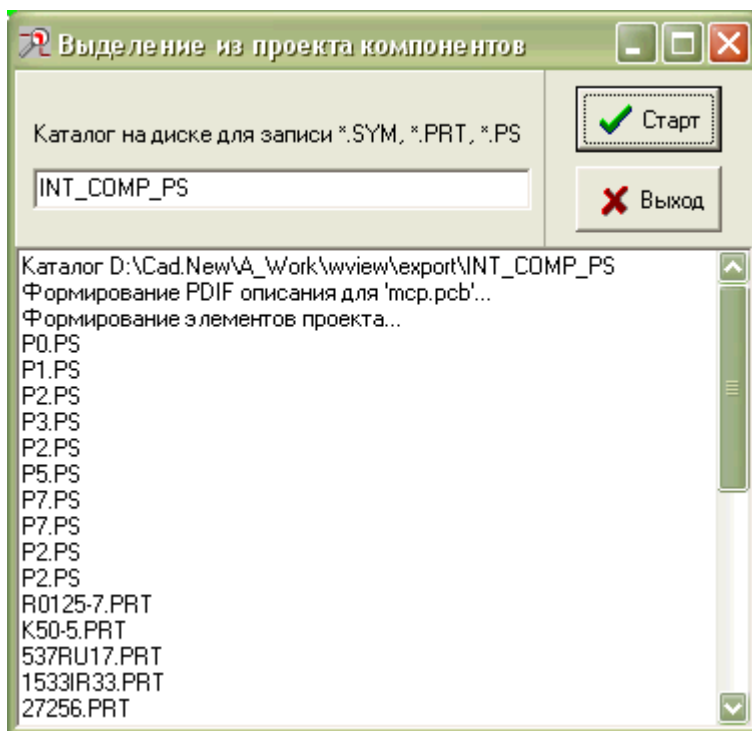 Выделение из проекта компонентов
Каталог на диске для записи *.SYM, *.PRT, *.PS
Старт
INT_COMP_PS
Выход
Каталог D:\Cad.New\A_Work\wview\export\INT_COMP_PS
Формирование PDIF описания для 'mcp.pcb'...
Формирование элементов проекта...
P0.PS
P1.PS
P2.PS
P3.PS
P2.PS
P5.PS
P7.PS
P7.PS
P2.PS
P2.PS
R0125-7.PRT
K50-5.PRT
537RU17.PRT
1533IR33.PRT
27256.PRT